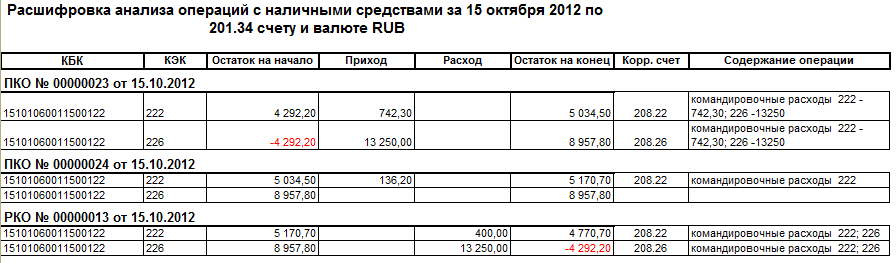 Расшифровка анализа операций с наличными средствами за 15 октября 2012 по
201.34 счету и валюте RUB
КБК КЭК Остаток на начало Приход Расход Остаток на конец Корр. счет Содержание операции
ПКО № 00000023 от 15.10.2012
15101060011500122 222 4 292,20 742,30 5 034,50 208.22 командировочные расходы 222 -
742,30; 226 -13250
15101060011500122 226 -4 292,20 13 250,00 8 957,80 208.26 командировочные расходы 222 -
742,30; 226 -13250
ПКО № 00000024 от 15.10.2012
15101060011500122 222 5 034,50 136,20 5 170,70 208.22 командировочные расходы 222
15101060011500122 226 8 957,80 8 957,80
РКО № 00000013 от 15.10.2012
15101060011500122 222 5 170,70 400,00 4 770,70 208.22 командировочные расходы 222; 226
15101060011500122 226 8 957,80 13 250,00 -4 292,20 208.26 командировочные расходы 222; 226